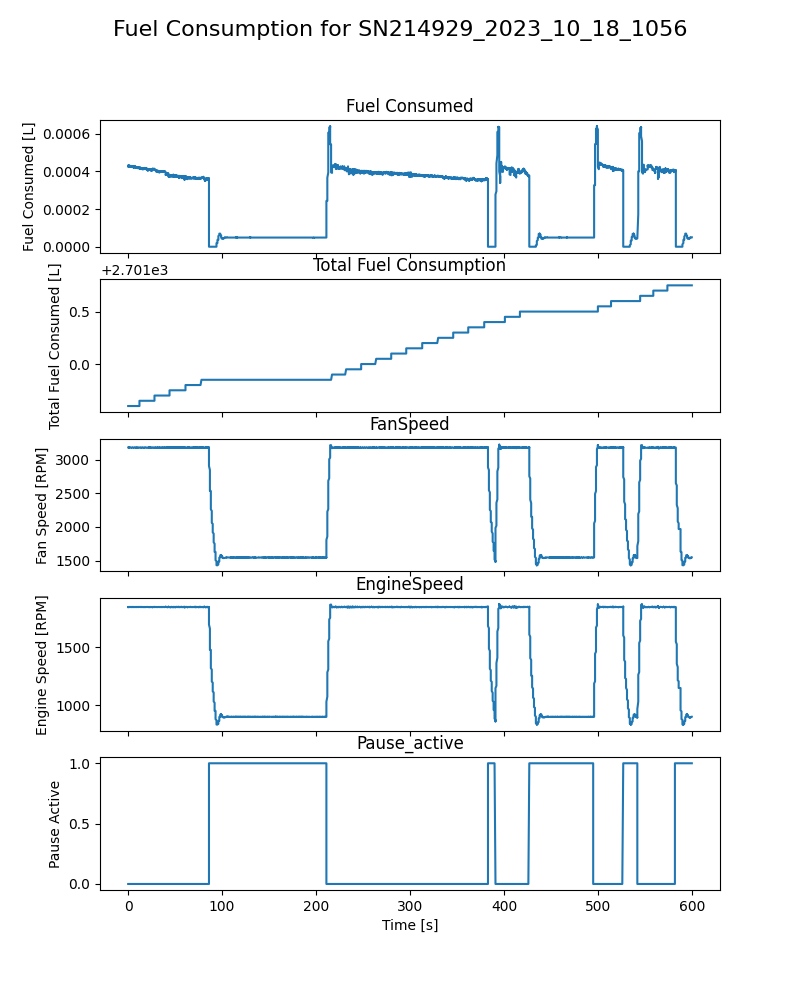 Fuel Consumption for SN214929_2023_10_18_1056
Fuel Consumed
Fuel Consumed [L]
0.0006
0.0004
0.0002
0.0000
+2.701e3
Total Fuel Consumption
Total Fuel Consumed [L]
0.5
0.0
FanSpeed
Fan Speed [RPM]
3000
2500
2000
1500
EngineSpeed
Engine Speed [RPM]
1500
1000
Pause_active
Pause Active
1.0
0.5
0.0
0 100 200 300 400 500 600
Time [s]